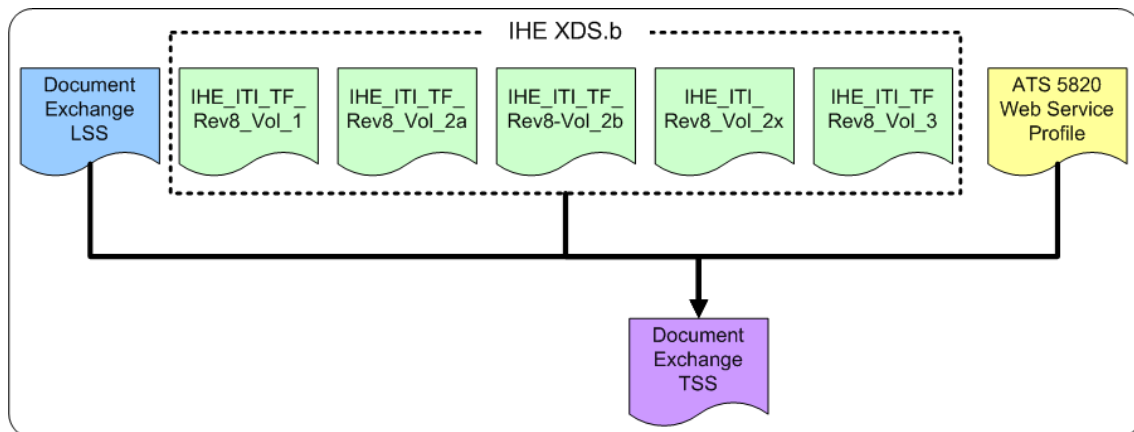 IHE XDS.b
Document
Exchange
LSS
IHE_ITI_TF_
Rev8_Vol_1
IHE_ITI_TF_
Rev8_Vol_2a
IHE_ITI_TF_
Rev8-Vol_2b
IHE_ITI_
Rev8_Vol_2x
IHE_ITI_TF
Rev8_Vol_3
ATS 5820
Web Service
Profile
Document
Exchange
TSS